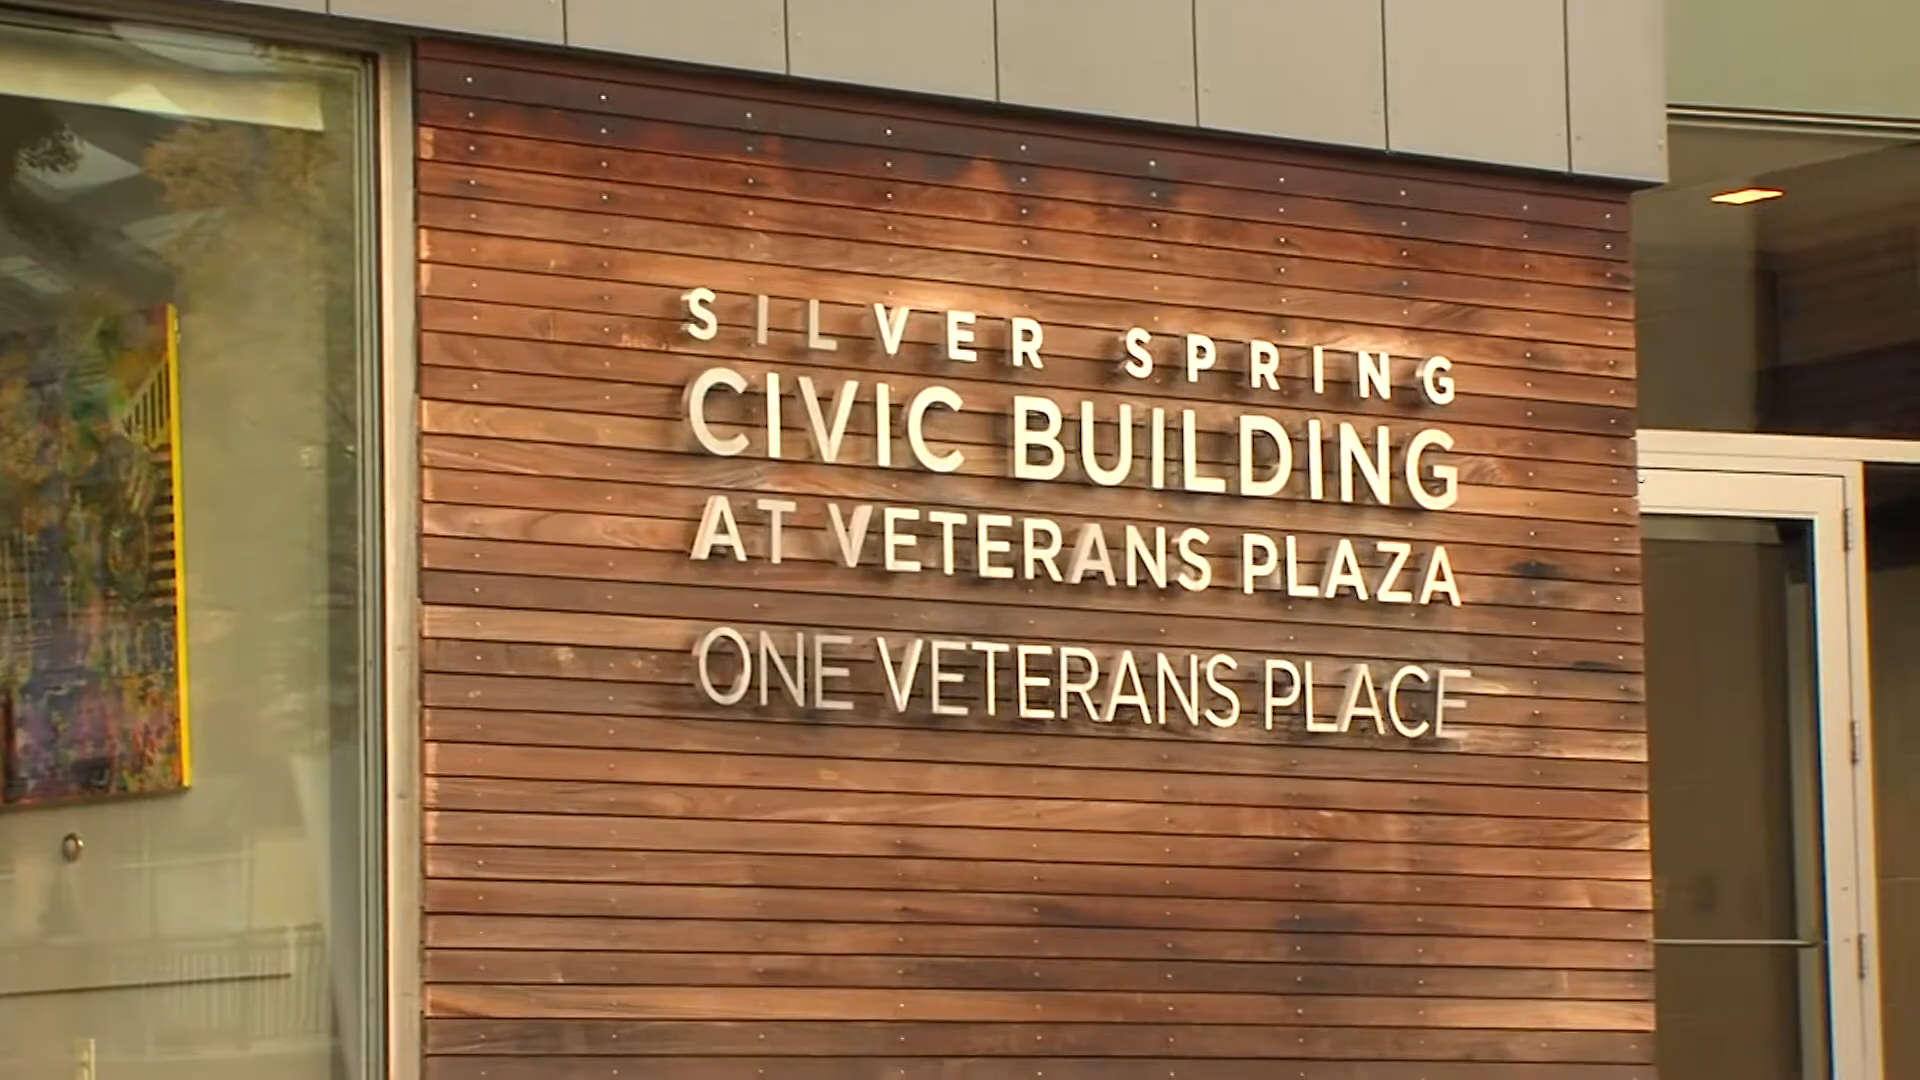 SILVER SPRING
CIVIC BUILDING
AT VETERANS PLAZA
ONE VETERANS PLACE